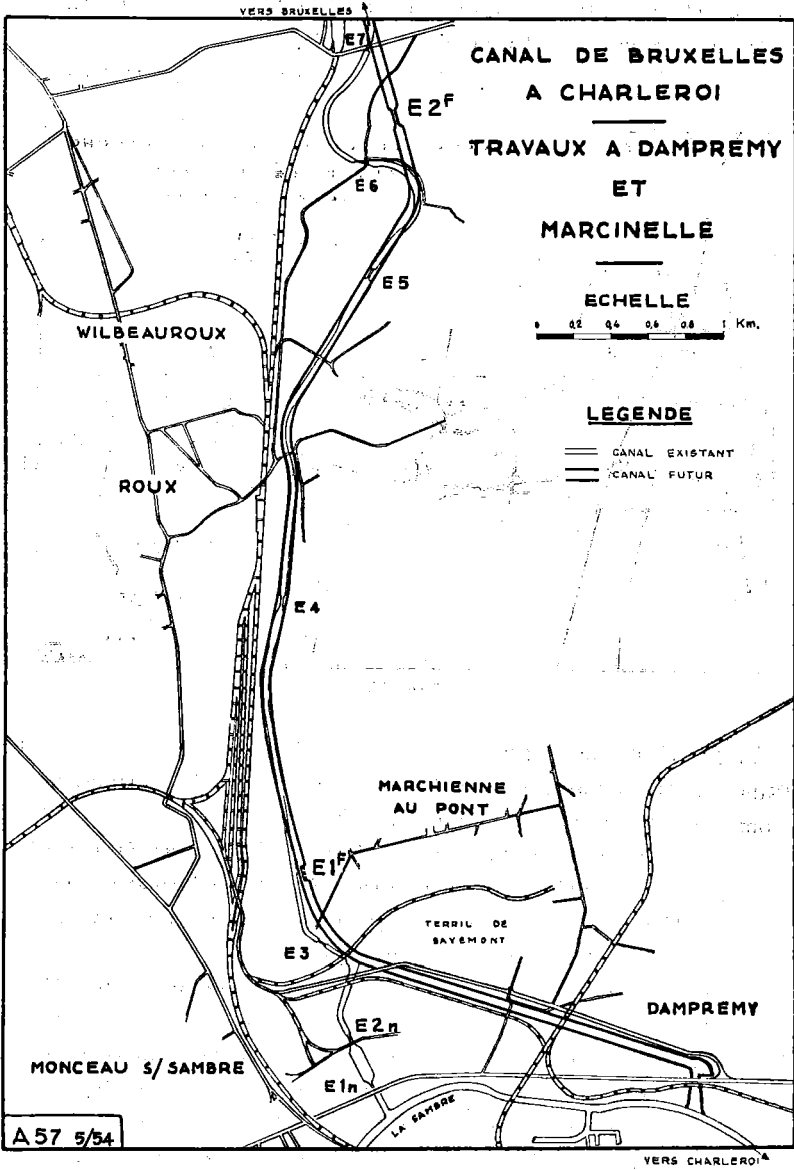 VERS BRUXELLES
E7
E2F
CANAL DE BRUXELLES
A CHARLEROI
TRAVAUX A DAMPREMY
ET
MARCINELLE
E6
E5
ECHELLE
0 0,2 0,4 0,6 0,8 1 Km.
WILBEAUROUX
LEGENDE
CANAL EXISTANT
CANAL FUTUR
ROUX
E4
MARCHIENNE
AU PONT
E1F
TERRIL DE
BAYEMONT
E3
DAMPREMY
E2n
MONCEAU S/SAMBRE
E1n
LA SAMBRE
A 57 5/54
VERS CHARLEROI